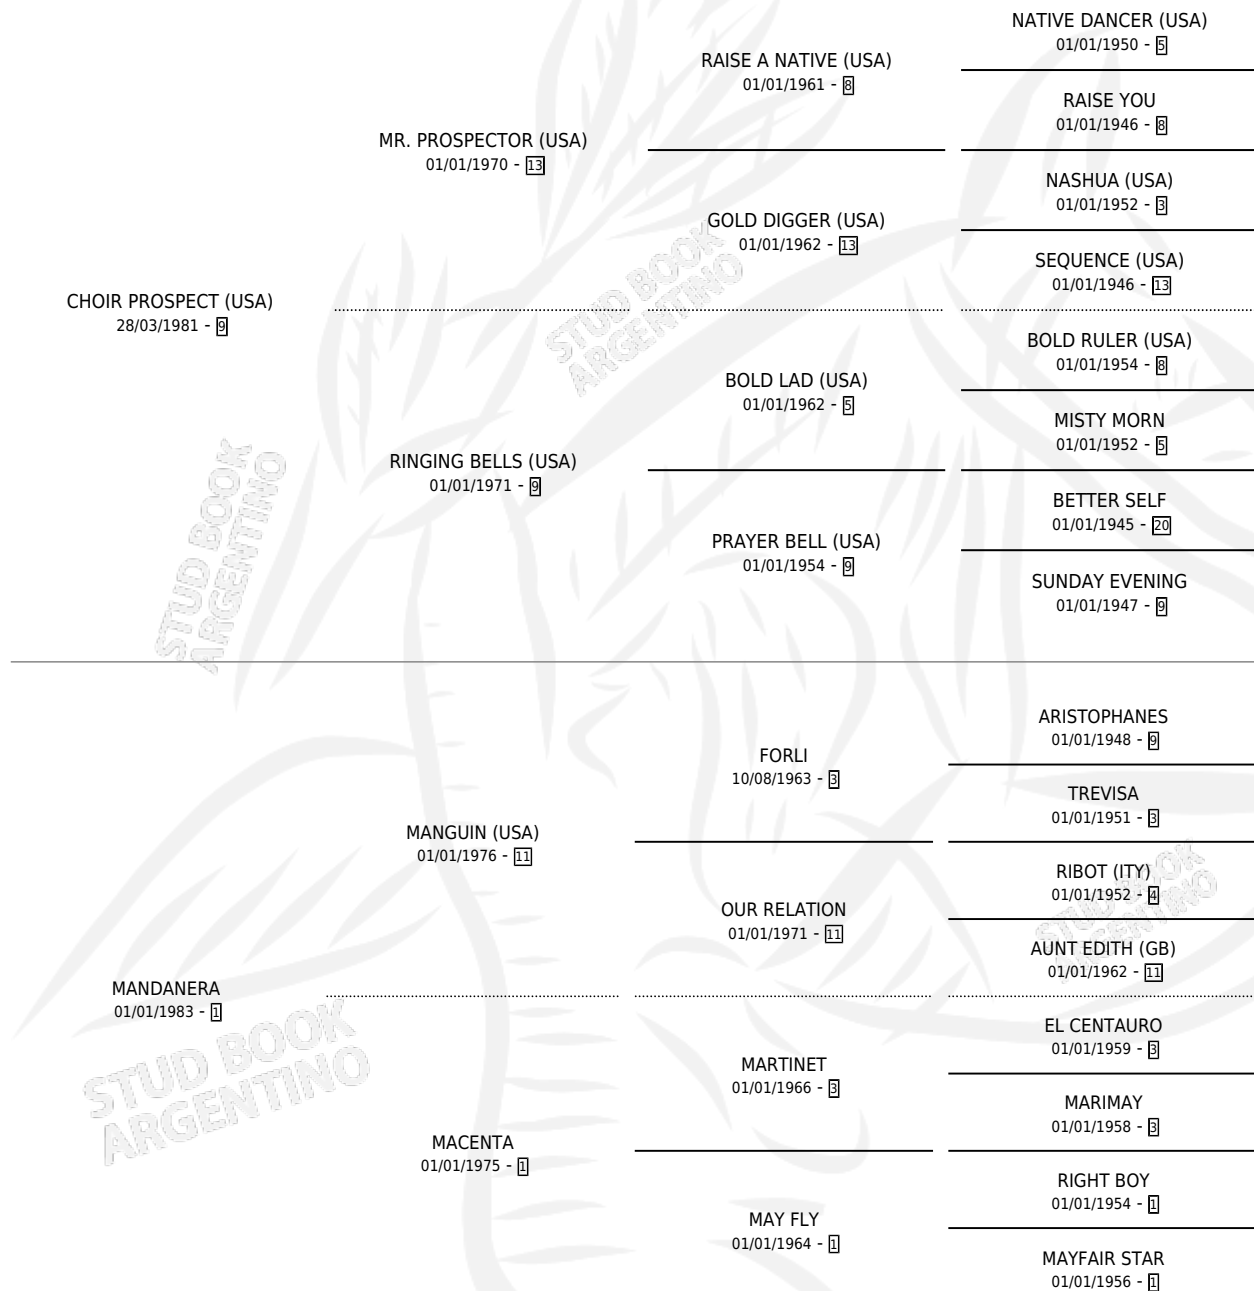 NATIVE DANCER (USA)
01/01/1950 - 5
RAISE A NATIVE (USA)
01/01/1961 - 8
RAISE YOU
01/01/1946 - 8
MR. PROSPECTOR (USA)
01/01/1970 - 13
NASHUA (USA)
01/01/1952 - 3
GOLD DIGGER (USA)
01/01/1962 - 13
SEQUENCE (USA)
01/01/1946 - 13
CHOIR PROSPECT (USA)
28/03/1981 - 9
BOLD RULER (USA)
01/01/1954 - 8
BOLD LAD (USA)
01/01/1962 - 5
MISTY MORN
01/01/1952 - 5
RINGING BELLS (USA)
01/01/1971 - 9
BETTER SELF
01/01/1945 - 20
PRAYER BELL (USA)
01/01/1954 - 9
SUNDAY EVENING
01/01/1947 - 9
ARISTOPHANES
01/01/1948 - 9
FORLI
10/08/1963 - 3
TREVISA
01/01/1951 - 3
MANGUIN (USA)
01/01/1976 - 11
RIBOT (ITY)
01/01/1952 - 4
OUR RELATION
01/01/1971 - 11
AUNT EDITH (GB)
01/01/1962 - 11
MANDANERA
01/01/1983 - 1
EL CENTAURO
01/01/1959 - 3
MARTINET
01/01/1966 - 3
MARIMAY
01/01/1958 - 3
MACENTA
01/01/1975 - 1
RIGHT BOY
01/01/1954 - 1
MAY FLY
01/01/1964 - 1
MAYFAIR STAR
01/01/1956 - 1
STUD BOOK
ARGENTINO
STUD BOOK
ARGENTINO
STUD BOOK
ARGENTINO
STUD BOOK
ARGENTINO